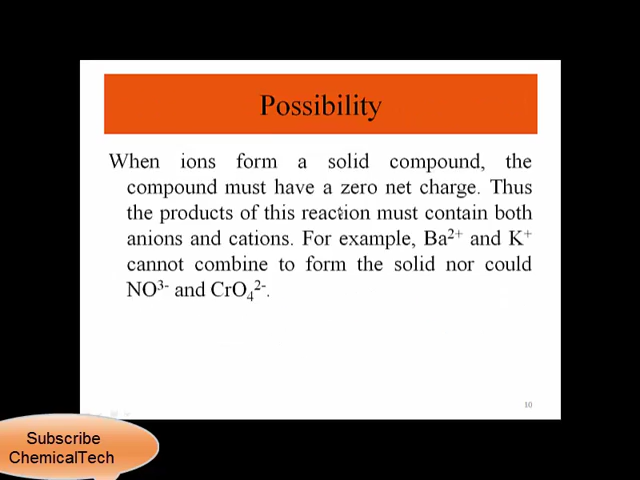 Possibility
When ions form a solid compound, the
compound must have a zero net charge. Thus
the products of this reaction must contain both
anions and cations. For example, Ba²⁺ and K⁺
cannot combine to form the solid nor could
NO³⁻ and CrO₄²⁻.
10
Subscribe
ChemicalTech